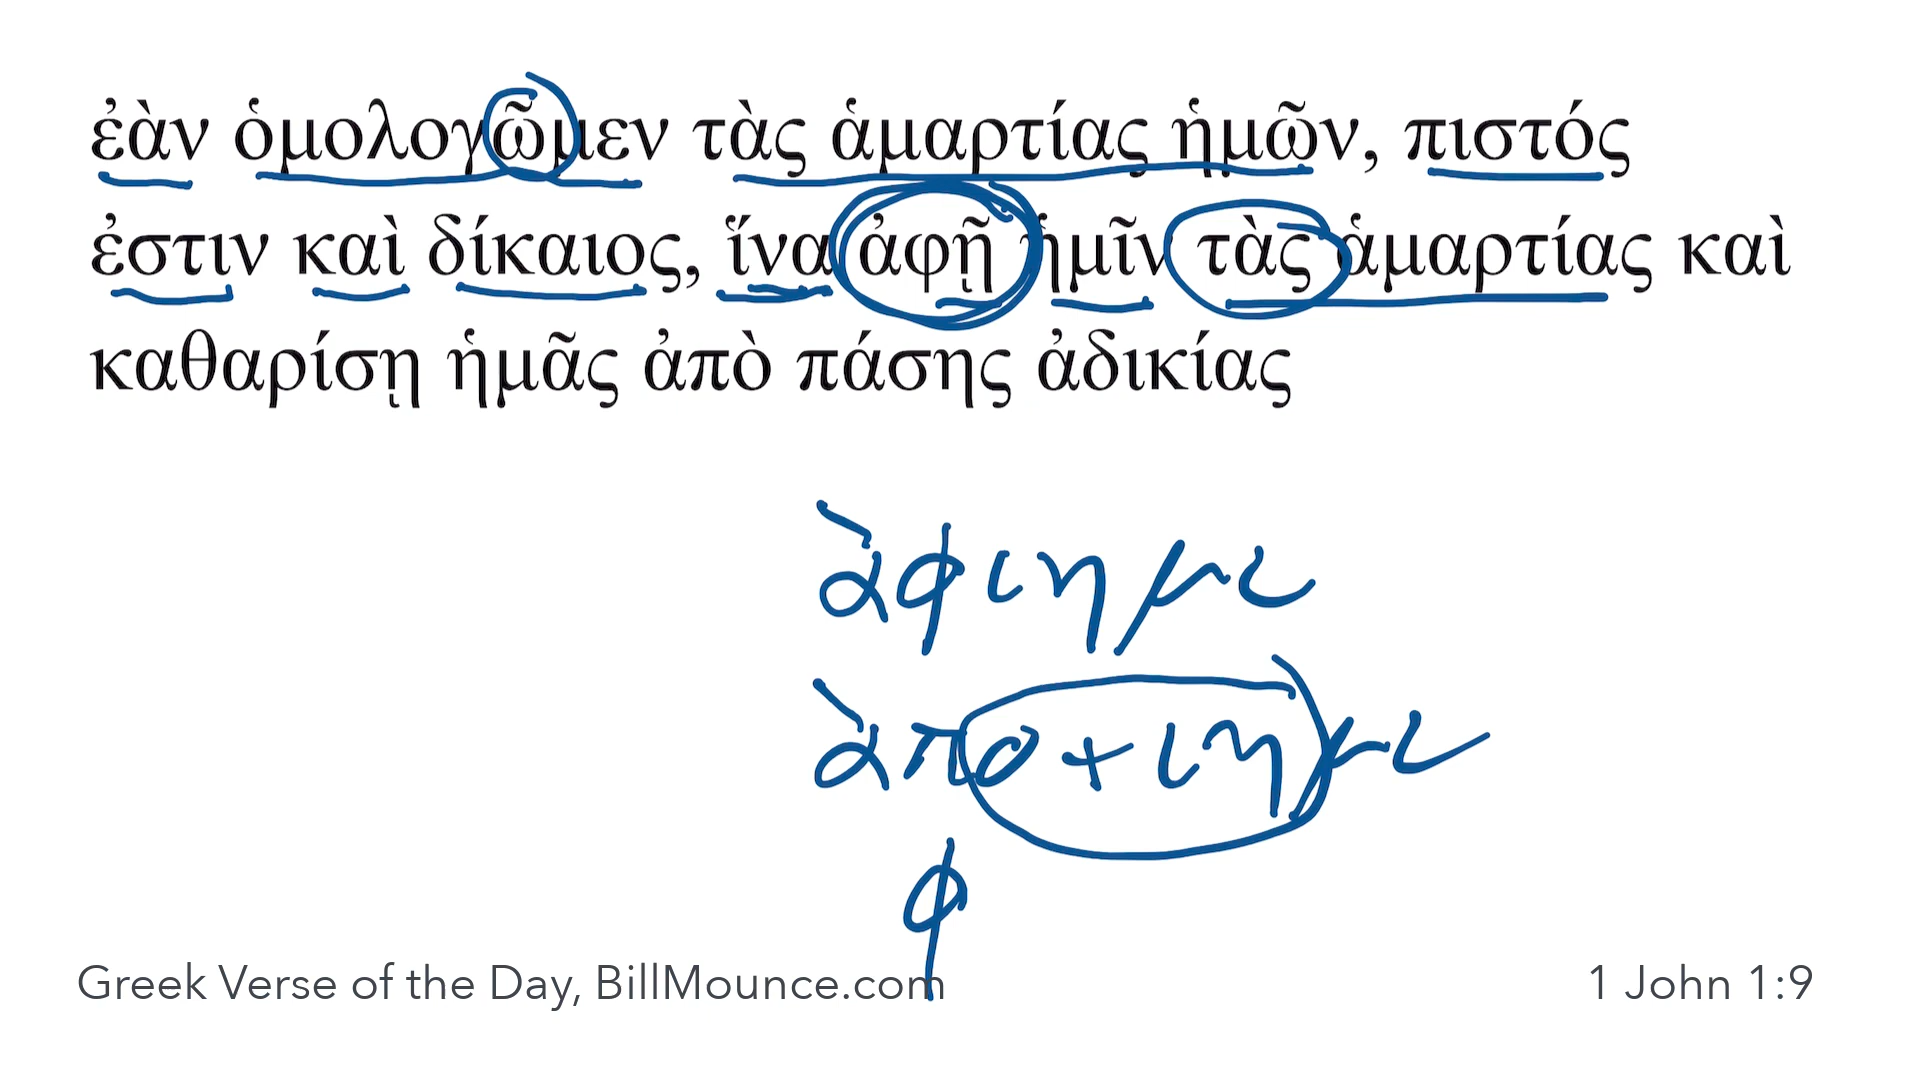 ἐὰν ὁμολογῶμεν τὰς ἁμαρτίας ἡμῶν, πιστός
ἐστιν καὶ δίκαιος, ἵνα ἀφῇ ἡμῖν τὰς ἁμαρτίας καὶ
καθαρίσῃ ἡμᾶς ἀπὸ πάσης ἀδικίας
ἀφιημι
ἀπο + ιημι
φ
Greek Verse of the Day, BillMounce.com
1 John 1:9